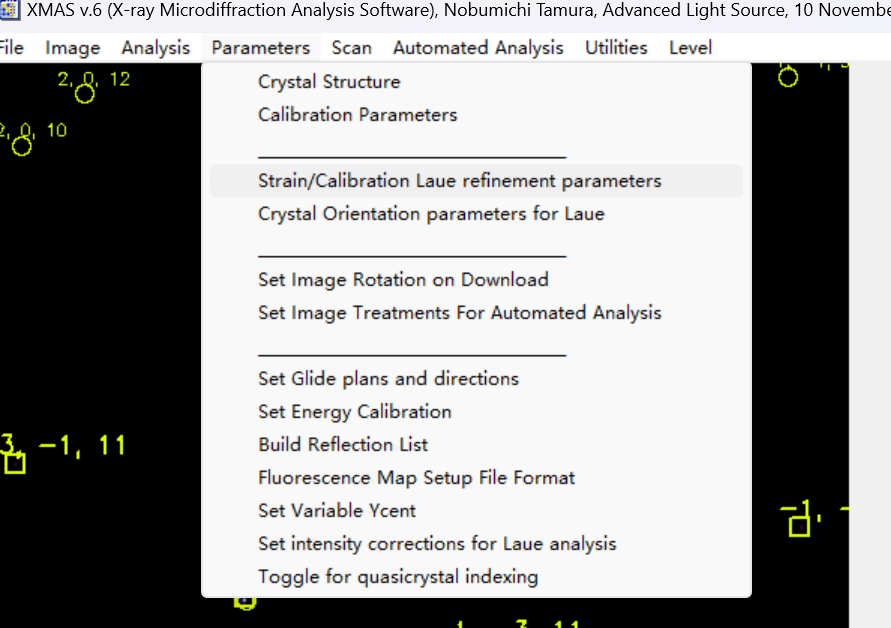 XMAS v.6 (X-ray Microdiffraction Analysis Software), Nobumichi Tamura, Advanced Light Source, 10 Novembe
File Image Analysis Parameters Scan Automated Analysis Utilities Level
2, 0, 12
2, 0, 10
Crystal Structure
Calibration Parameters
Strain/Calibration Laue refinement parameters
Crystal Orientation parameters for Laue
Set Image Rotation on Download
Set Image Treatments For Automated Analysis
Set Glide plans and directions
Set Energy Calibration
3, -1, 11
Build Reflection List
Fluorescence Map Setup File Format
Set Variable Ycent
-1, -
Set intensity corrections for Laue analysis
Toggle for quasicrystal indexing